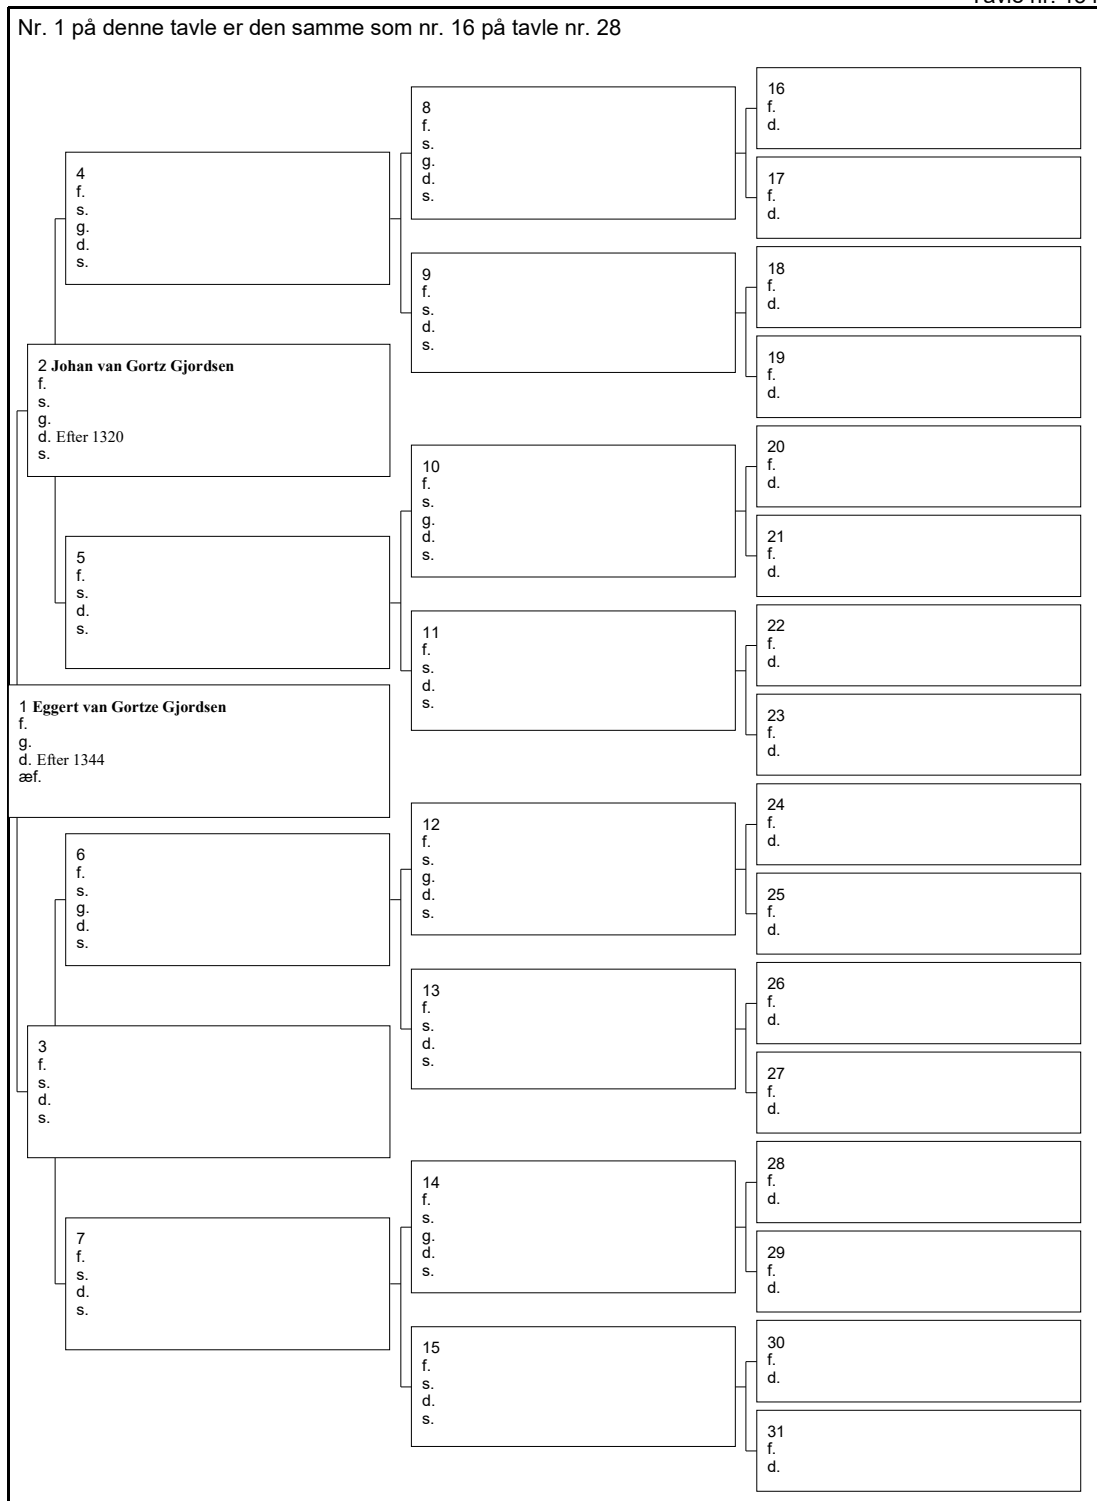 Nr. 1 på denne tavle er den samme som nr. 16 på tavle nr. 28
16
f.
d.
8
f.
s.
g.
d.
s.
17
f.
d.
4
f.
s.
g.
d.
s.
18
f.
d.
9
f.
s.
d.
s.
19
f.
d.
2 Johan van Gortz Gjordsen
f.
s.
g.
d. Efter 1320
s.
20
f.
d.
10
f.
s.
g.
d.
s.
21
f.
d.
5
f.
s.
d.
s.
22
f.
d.
11
f.
s.
d.
s.
23
f.
d.
1 Eggert van Gortze Gjordsen
f.
g.
d. Efter 1344
æf.
24
f.
d.
12
f.
s.
g.
d.
s.
25
f.
d.
6
f.
s.
g.
d.
s.
26
f.
d.
13
f.
s.
d.
s.
27
f.
d.
3
f.
s.
d.
s.
28
f.
d.
14
f.
s.
g.
d.
s.
29
f.
d.
7
f.
s.
d.
s.
30
f.
d.
15
f.
s.
d.
s.
31
f.
d.